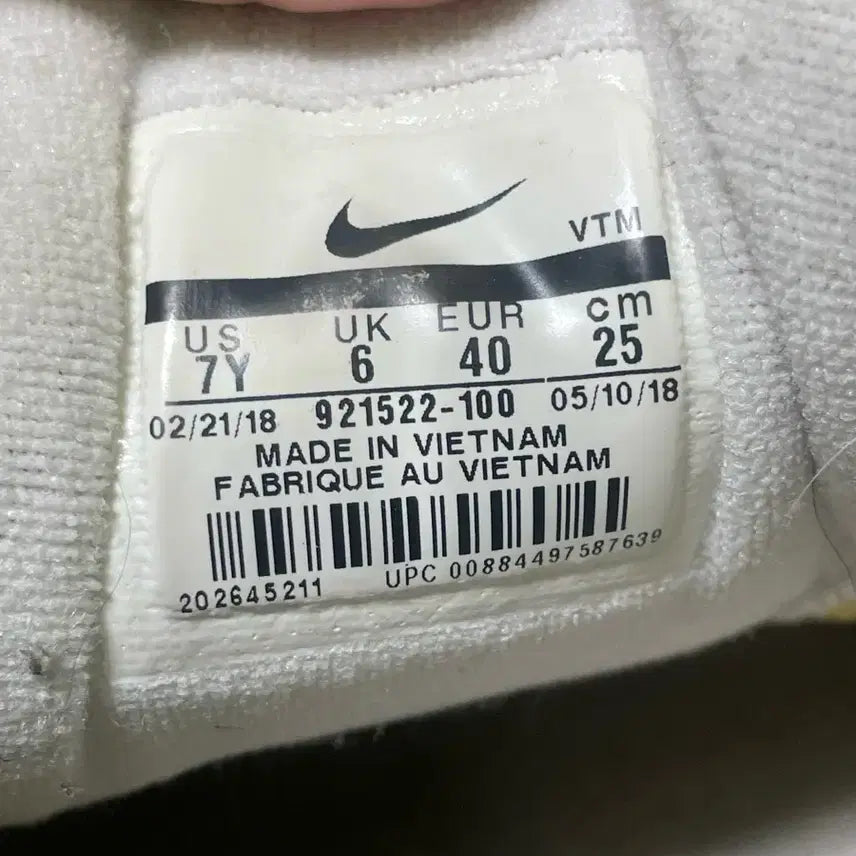 VTM
US UK EUR cm
7Y 6 40 25
02/21/18 921522-100 05/10/18
MADE IN VIETNAM
FABRIQUE AU VIETNAM
202645211 UPC 00884497587639